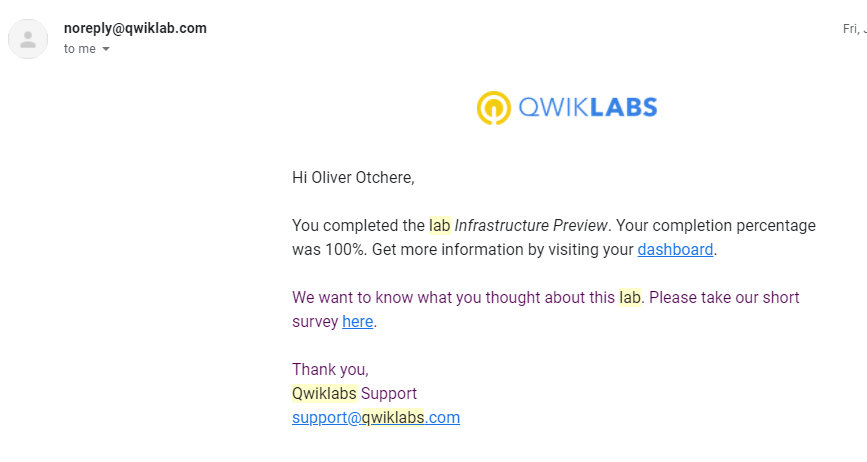 noreply@qwiklab.com
Fri,
to me
QWIKLABS
Hi Oliver Otchere,
You completed the lab Infrastructure Preview. Your completion percentage
was 100%. Get more information by visiting your dashboard.
We want to know what you thought about this lab. Please take our short
survey here.
Thank you,
Qwiklabs Support
support@qwiklabs.com